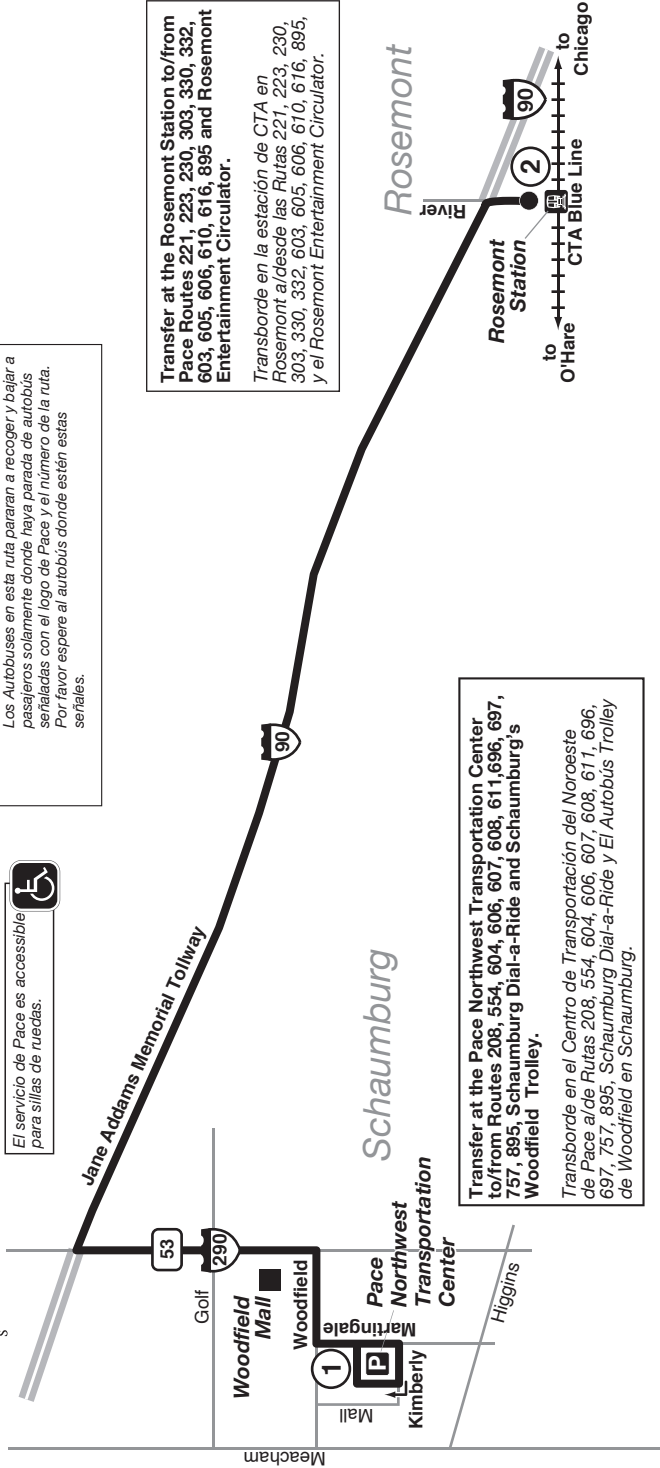 Los Autobuses en esta ruta pararan a recoger y bajar a
pasajeros solamente donde haya parada de autobús
señaladas con el logo de Pace y el número de la ruta.
Por favor espere al autobús donde estén estas
señales.
El servicio de Pace es accessible
para sillas de ruedas.
Transfer at the Rosemont Station to/from
Pace Routes 221, 223, 230, 303, 330, 332,
603, 605, 606, 610, 616, 895 and Rosemont
Entertainment Circulator.
Transborde en la estación de CTA en
Rosemont a/desde las Rutas 221, 223, 230,
303, 330, 332, 603, 605, 606, 610, 616, 895,
y el Rosemont Entertainment Circulator.
Jane Addams Memorial Tollway
90
53
290
Golf
Woodfield
Mall
Woodfield
Martingale
1
P
Mall
Kimberly
Meacham
Higgins
Pace
Northwest
Transportation
Center
Schaumburg
Rosemont
River
90
2
Rosemont
Station
CTA Blue Line
to
O'Hare
to
Chicago
Transfer at the Pace Northwest Transportation Center
to/from Routes 208, 554, 604, 606, 607, 608, 611,696, 697,
757, 895, Schaumburg Dial-a-Ride and Schaumburg's
Woodfield Trolley.
Transborde en el Centro de Transportación del Noroeste
de Pace a/de Rutas 208, 554, 604, 606, 607, 608, 611, 696,
697, 757, 895, Schaumburg Dial-a-Ride y El Autobús Trolley
de Woodfield en Schaumburg.